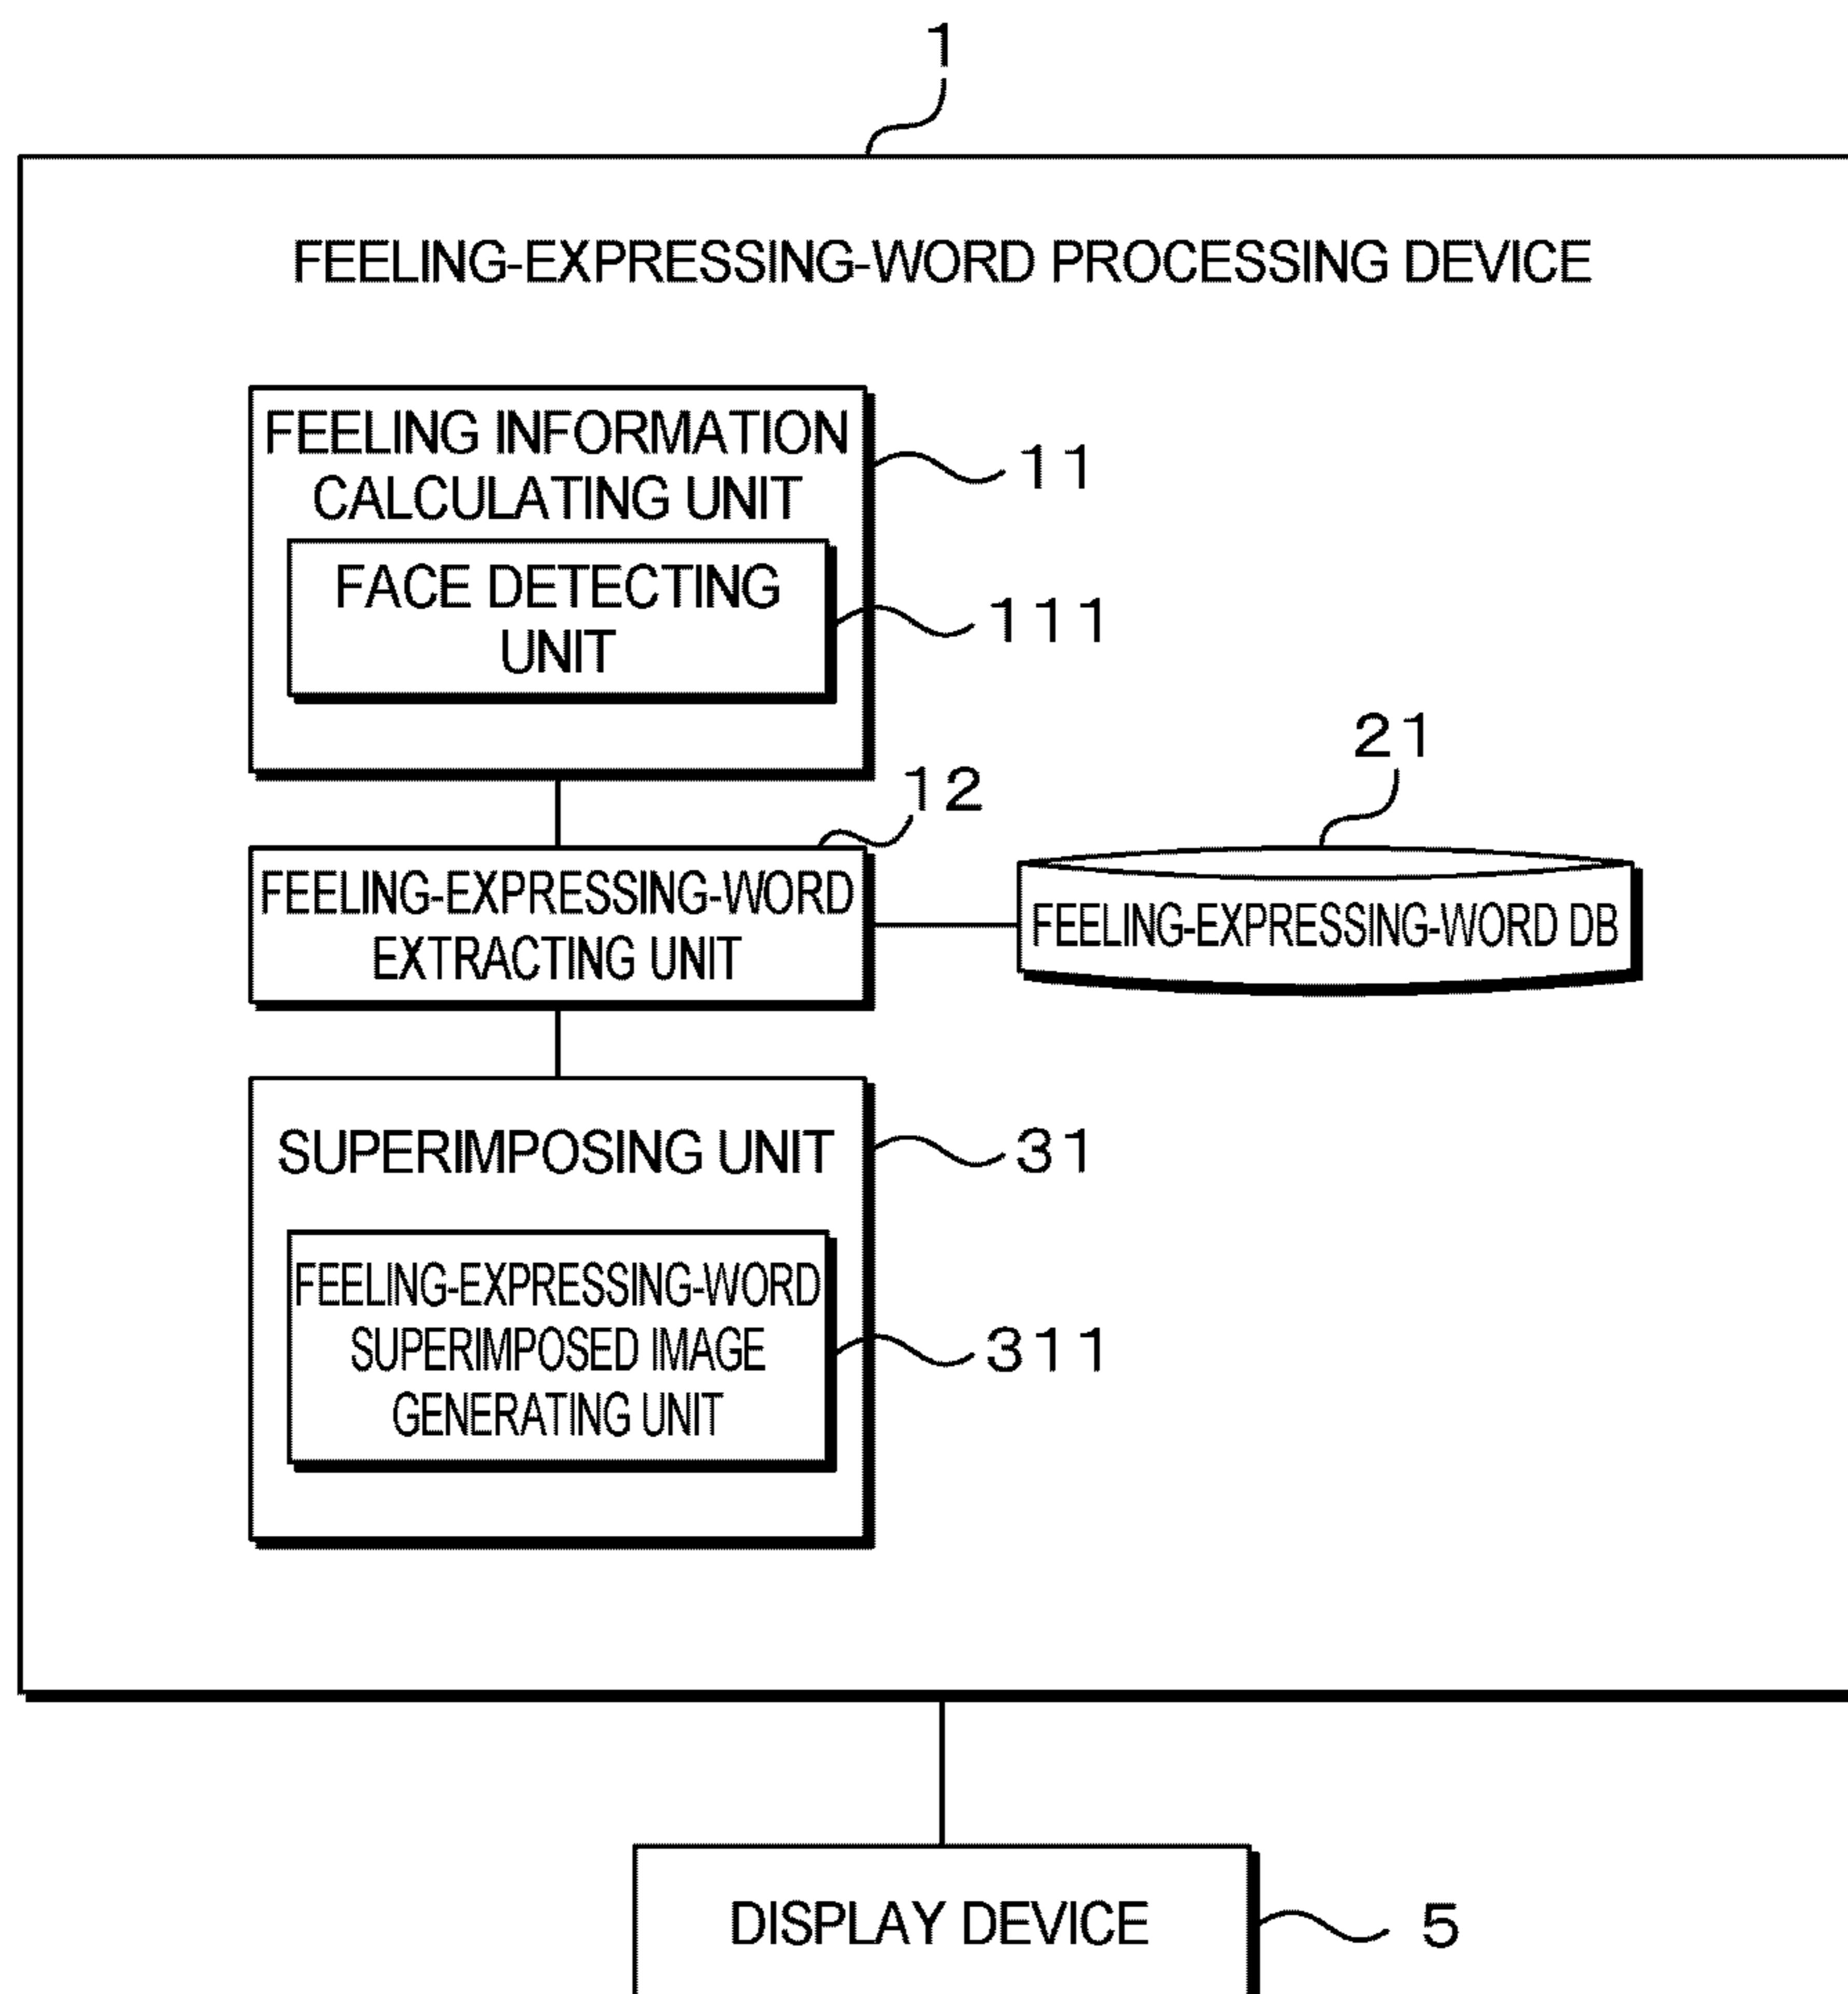 1
FEELING-EXPRESSING-WORD PROCESSING DEVICE
FEELING INFORMATION
CALCULATING UNIT
11
FACE DETECTING
UNIT
111
12
21
FEELING-EXPRESSING-WORD
EXTRACTING UNIT
FEELING-EXPRESSING-WORD DB
SUPERIMPOSING UNIT
31
FEELING-EXPRESSING-WORD
SUPERIMPOSED IMAGE
GENERATING UNIT
311
DISPLAY DEVICE
5